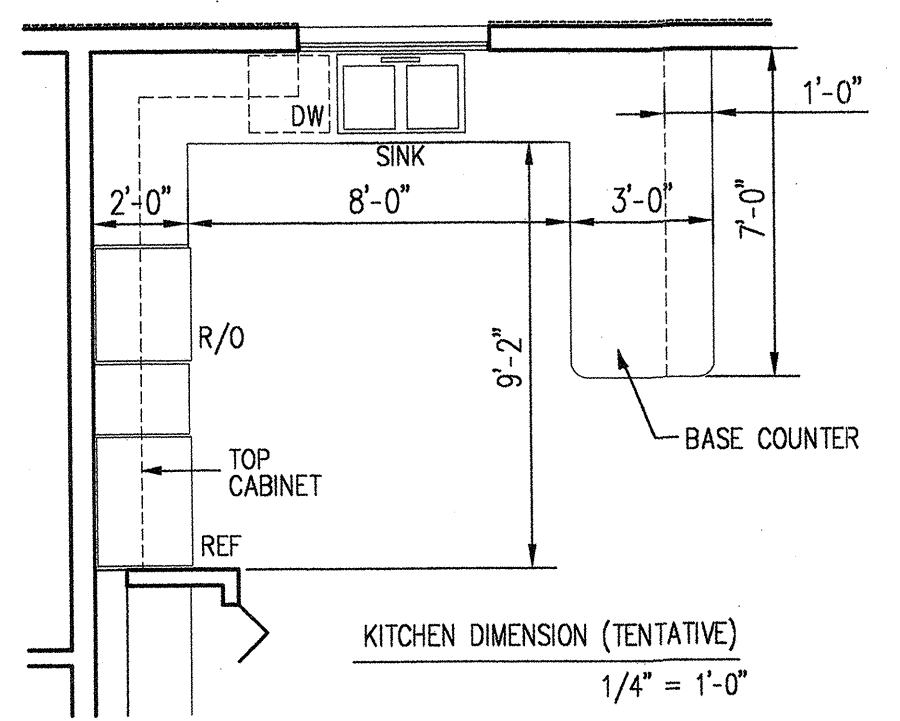 DW
1'-0"
SINK
2'-0"
8'-0"
3'-0"
7'-0"
R/O
9'-2"
BASE COUNTER
TOP
CABINET
REF
KITCHEN DIMENSION (TENTATIVE)
1/4" = 1'-0"